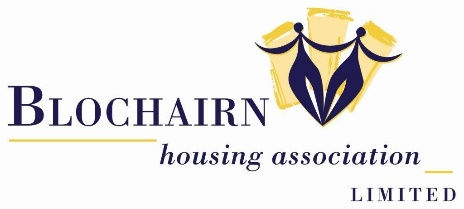 BLOCHAIRN
housing association
LIMITED